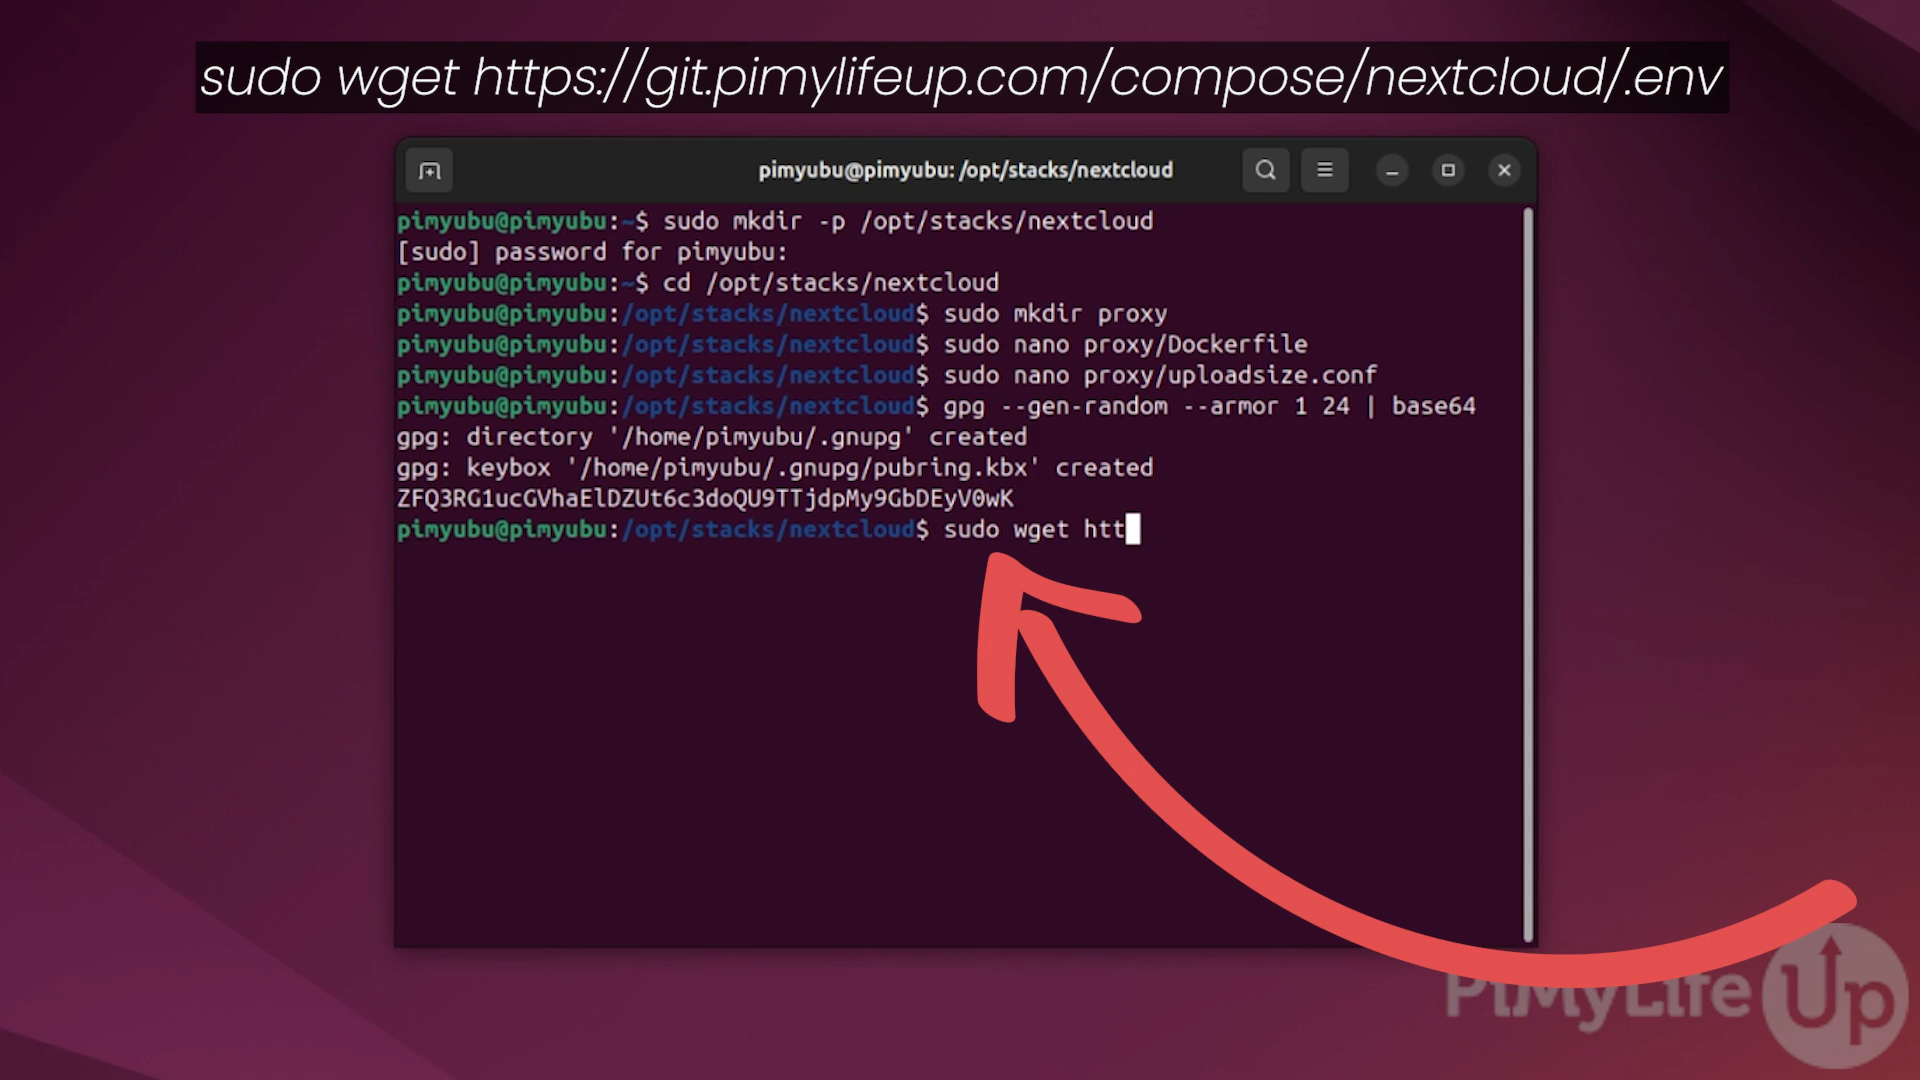 sudo wget https://git.pimylifeup.com/compose/nextcloud/.env
pimyubu@pimyubu: /opt/stacks/nextcloud
pimyubu@pimyubu:~$ sudo mkdir -p /opt/stacks/nextcloud
[sudo] password for pimyubu:
pimyubu@pimyubu:~$ cd /opt/stacks/nextcloud
pimyubu@pimyubu:/opt/stacks/nextcloud$ sudo mkdir proxy
pimyubu@pimyubu:/opt/stacks/nextcloud$ sudo nano proxy/Dockerfile
pimyubu@pimyubu:/opt/stacks/nextcloud$ sudo nano proxy/uploadsize.conf
pimyubu@pimyubu:/opt/stacks/nextcloud$ gpg --gen-random --armor 1 24 | base64
gpg: directory '/home/pimyubu/.gnupg' created
gpg: keybox '/home/pimyubu/.gnupg/pubring.kbx' created
ZFQ3RG1ucGVhaElDZUt6c3doQU9TTjdpMy9GbDEyV0wK
pimyubu@pimyubu:/opt/stacks/nextcloud$ sudo wget htt
PiMyLifeUp